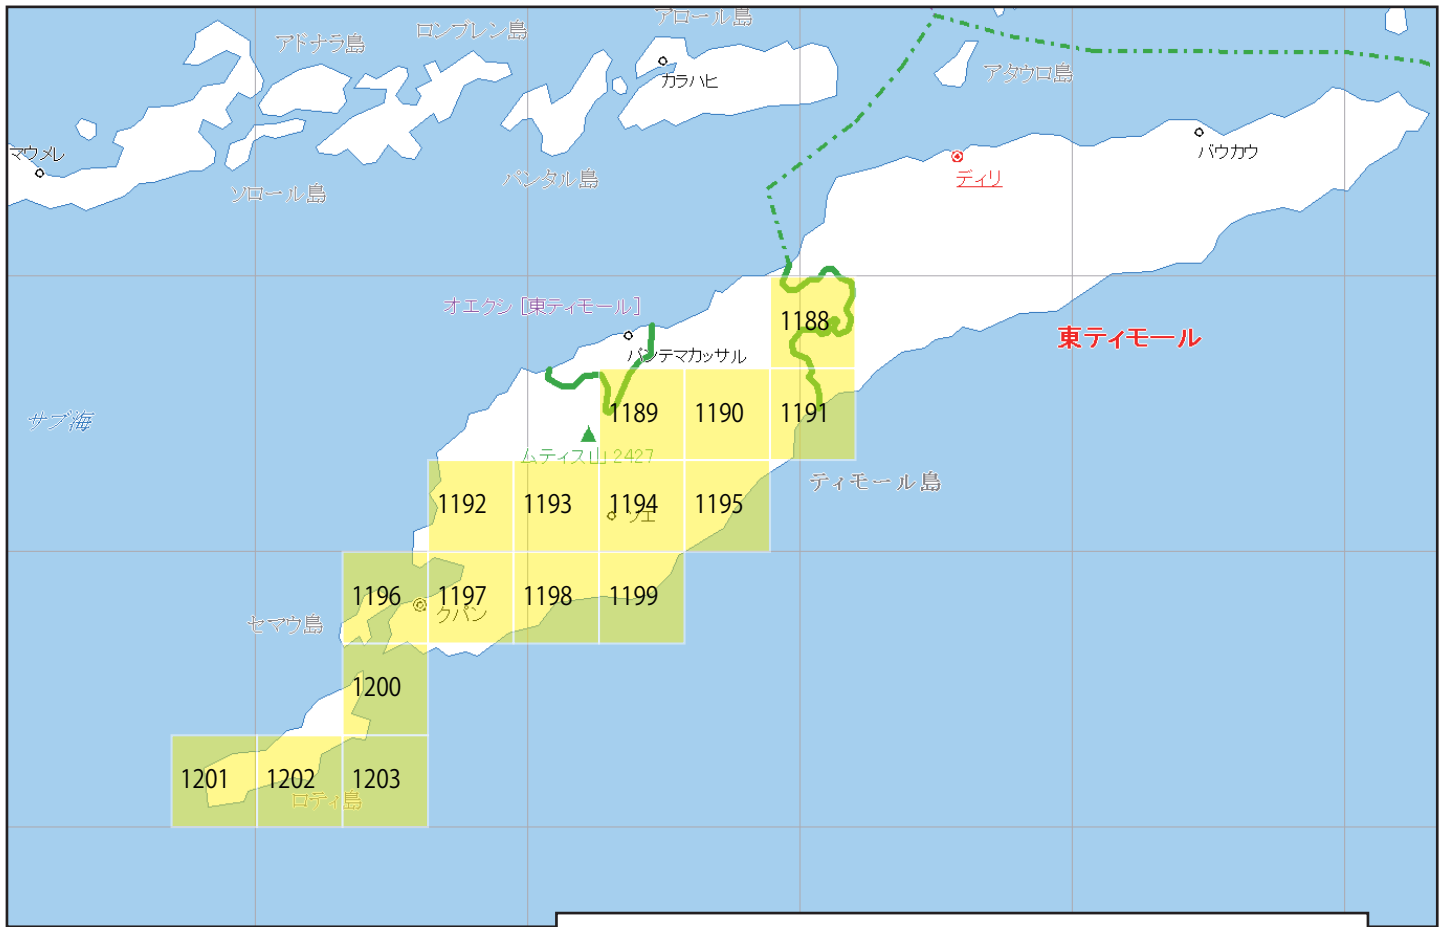 アロール島
ロンブレン島
アドナラ島
カラハヒ
アタウロ島
マウメレ
バウカウ
ディリ
パンタル島
ソロール島
オエクシ [東ティモール]
1188
東ティモール
パンテマカッサル
サブ海
1189
1190
1191
ムティス山 2427
ティモール島
1192
1193
1194
1195
ソエ
1196
1197
1198
1199
クパン
セマウ島
1200
1201
1202
1203
ロティ島